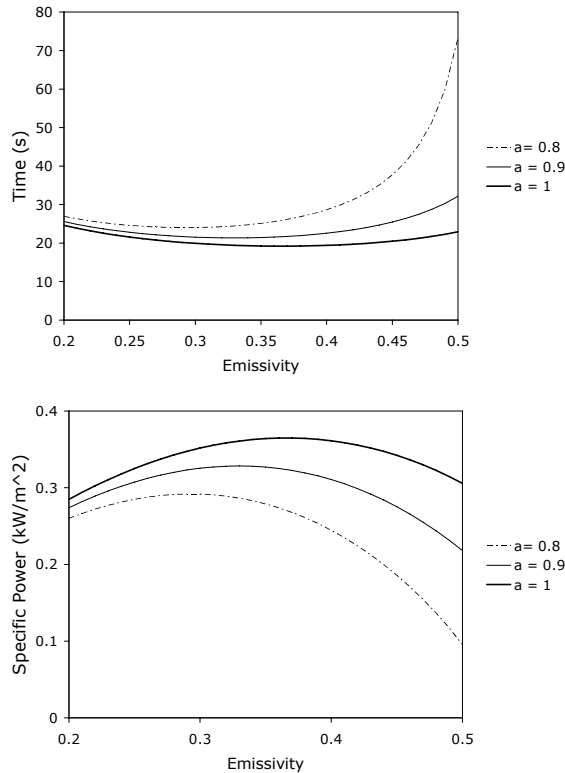 80
70
60
50
40
30
20
10
0
Time (s)
0.2 0.25 0.3 0.35 0.4 0.45 0.5
Emissivity
a= 0.8
a = 0.9
a = 1
0.4
0.3
0.2
0.1
0
Specific Power (kW/m^2)
0.2 0.3 0.4 0.5
Emissivity
a= 0.8
a = 0.9
a = 1